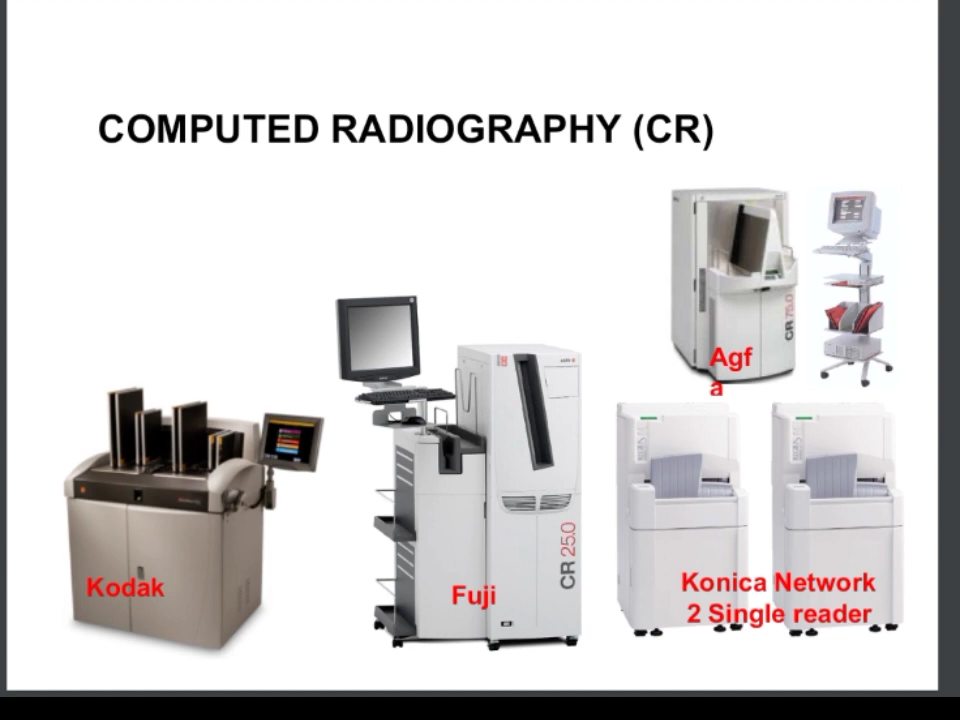 COMPUTED RADIOGRAPHY (CR)
CR 75.0
Agf
a
Kodak
CR 25.0
Fuji
Konica Network
2 Single reader